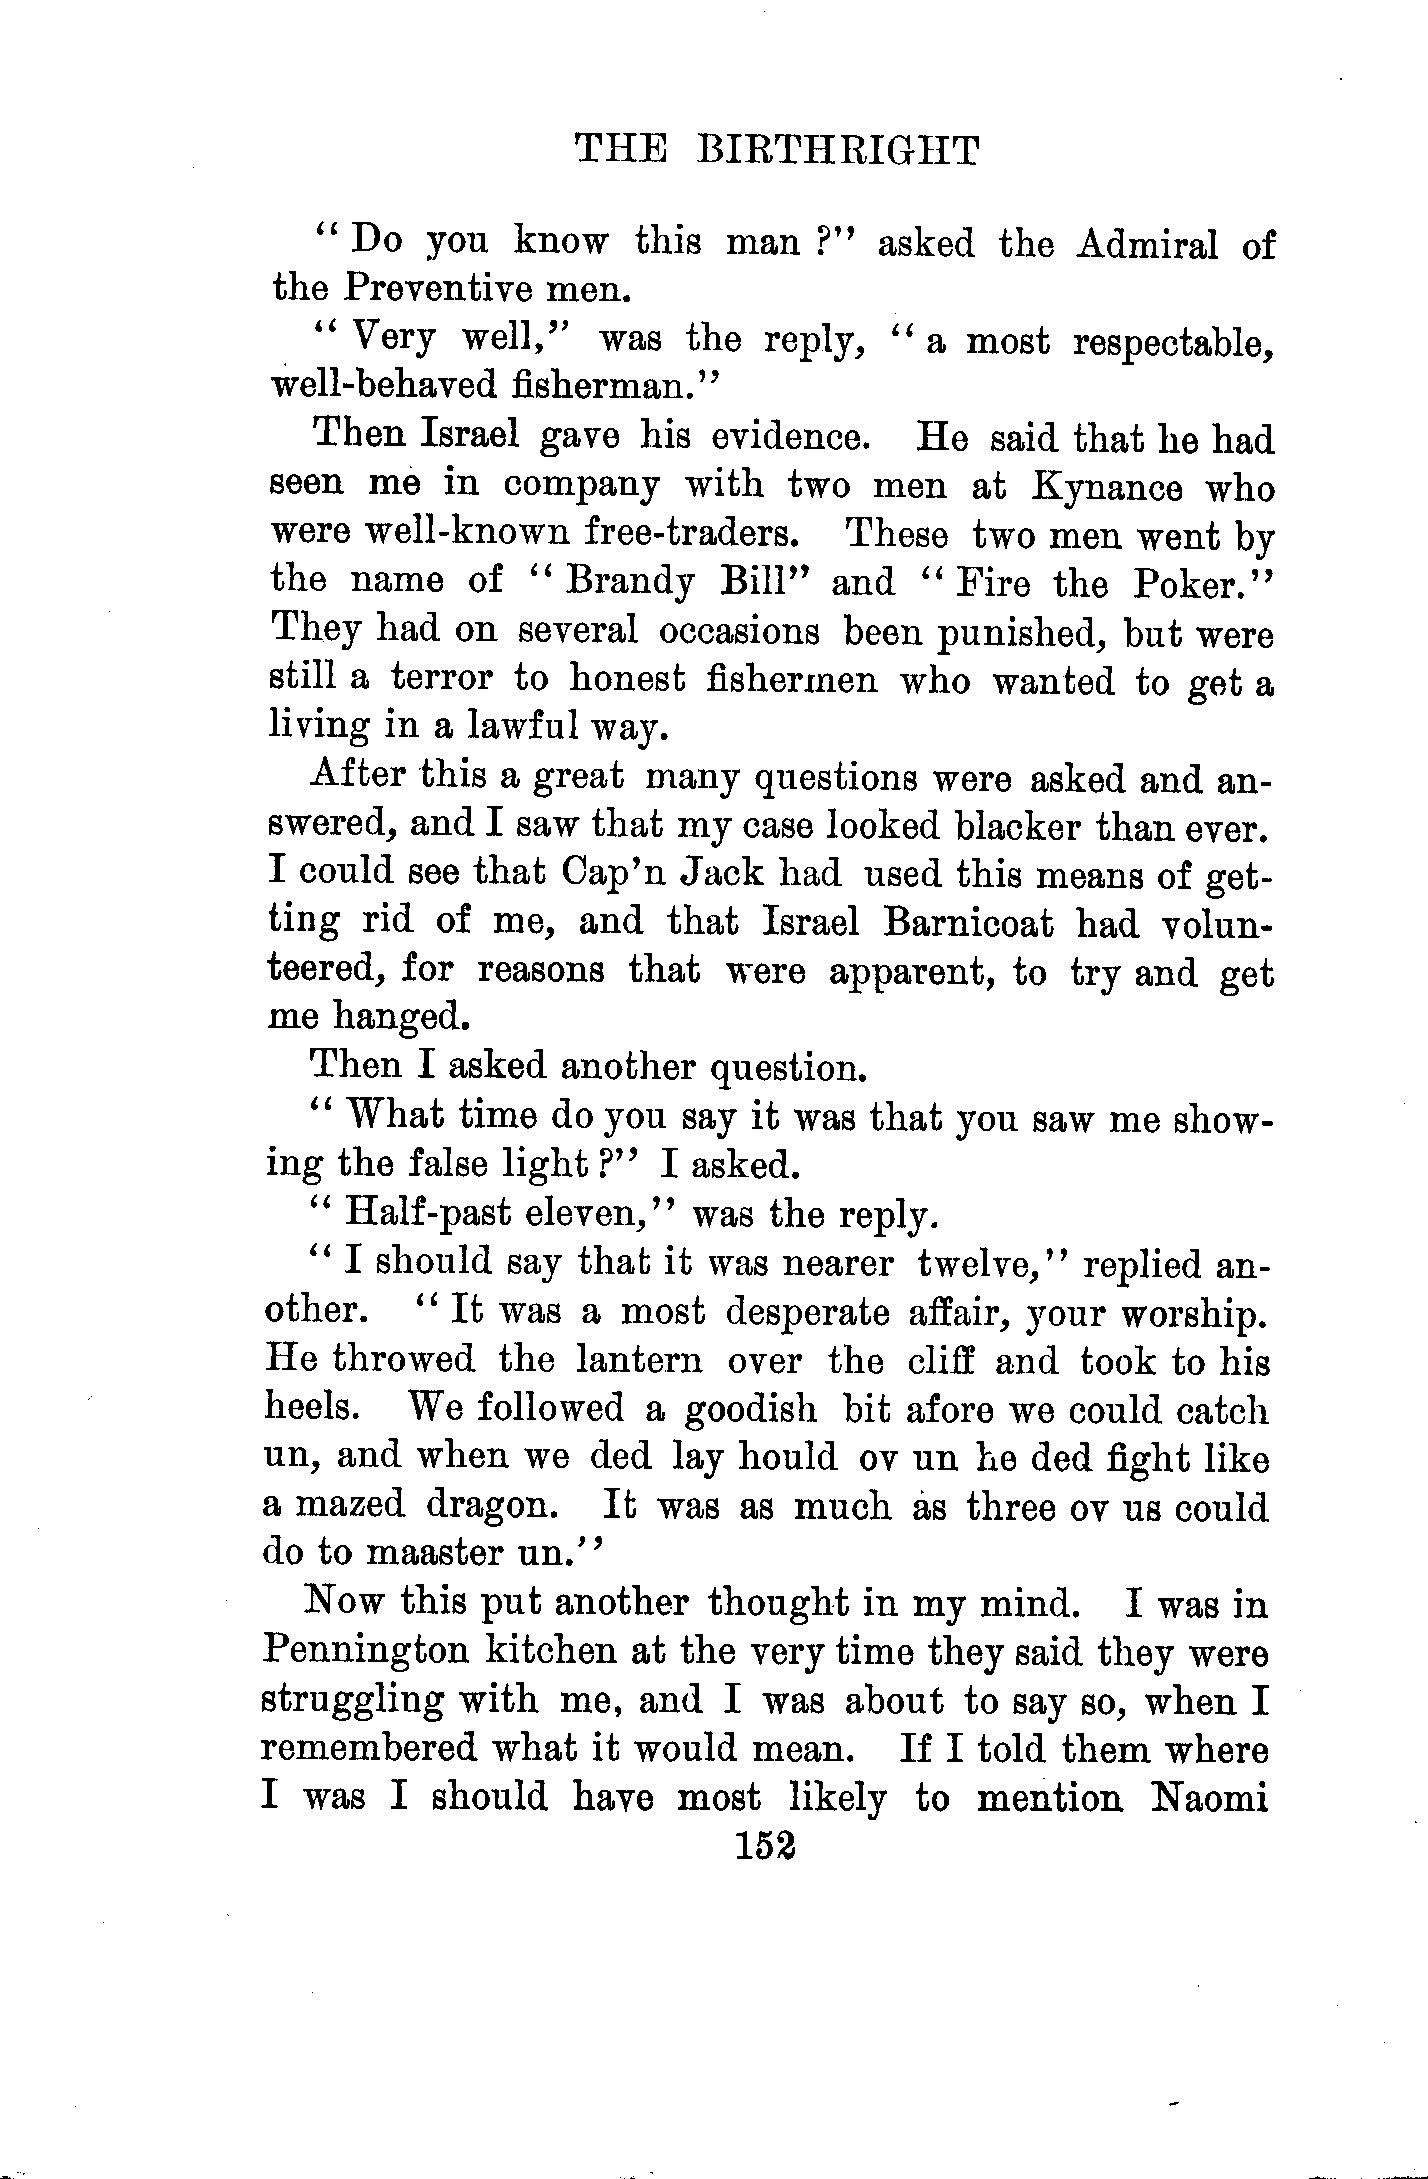 THE BIRTHRIGHT
“ Do you know this man ?” asked the Admiral of
the Preventive men.
“ Very well,” was the reply, “ a most respectable,
well-behaved fisherman.”
Then Israel gave his evidence. He said that he had
seen me in company with two men at Kynance who
were well-known free-traders. These two men went by
the name of “ Brandy Bill” and “ Fire the Poker.”
They had on several occasions been punished, but were
still a terror to honest fishermen who wanted to get a
living in a lawful way.
After this a great many questions were asked and an-
swered, and I saw that my case looked blacker than ever.
I could see that Cap’n Jack had used this means of get-
ting rid of me, and that Israel Barnicoat had volun-
teered, for reasons that were apparent, to try and get
me hanged.
Then I asked another question.
“ What time do you say it was that you saw me show-
ing the false light ?” I asked.
“ Half-past eleven,” was the reply.
“ I should say that it was nearer twelve,” replied an-
other. “ It was a most desperate affair, your worship.
He throwed the lantern over the cliff and took to his
heels. We followed a goodish bit afore we could catch
un, and when we ded lay hould ov un he ded fight like
a mazed dragon. It was as much as three ov us could
do to maaster un.”
Now this put another thought in my mind. I was in
Pennington kitchen at the very time they said they were
struggling with me, and I was about to say so, when I
remembered what it would mean. If I told them where
I was I should have most likely to mention Naomi
152